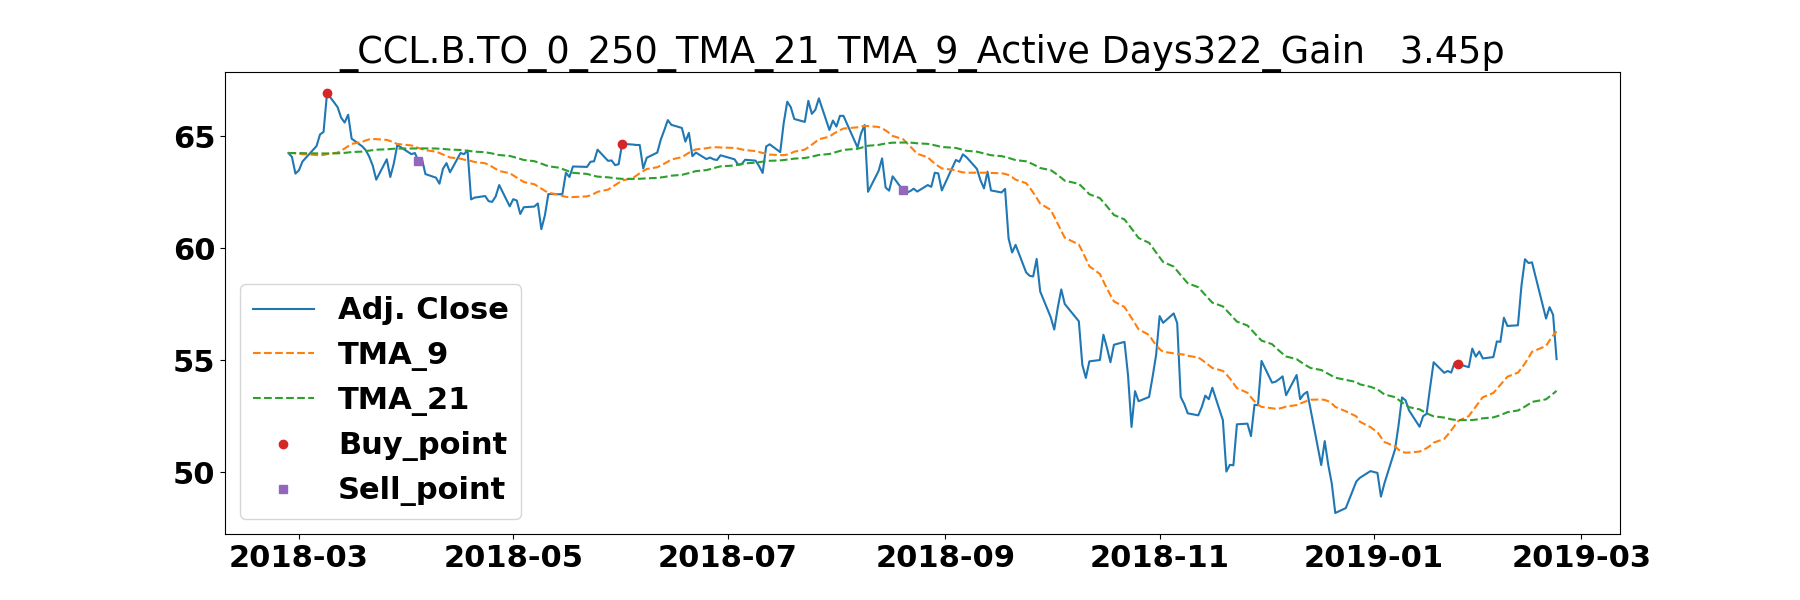 _CCL.B.TO_0_250_TMA_21_TMA_9_Active Days322_Gain   3.45p
65
60
55
50
Adj. Close
TMA_9
TMA_21
Buy_point
Sell_point
2018-03 2018-05 2018-07 2018-09 2018-11 2019-01 2019-03